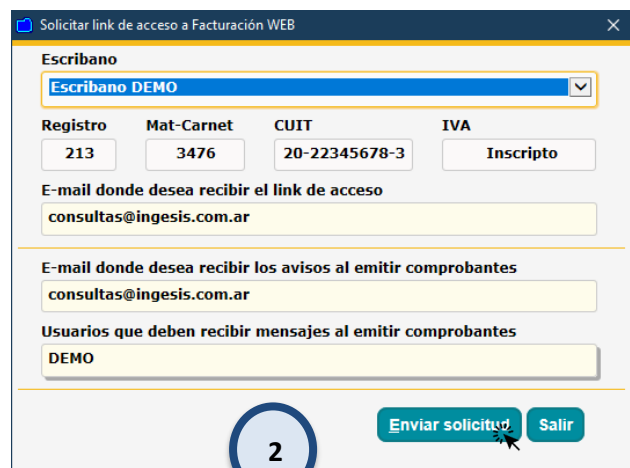 Solicitar link de acceso a Facturación WEB
Escribano
Escribano DEMO
Registro Mat-Carnet CUIT IVA
213 3476 20-22345678-3 Inscripto
E-mail donde desea recibir el link de acceso
consultas@ingesis.com.ar
E-mail donde desea recibir los avisos al emitir comprobantes
consultas@ingesis.com.ar
Usuarios que deben recibir mensajes al emitir comprobantes
DEMO
Enviar solicitud Salir
2